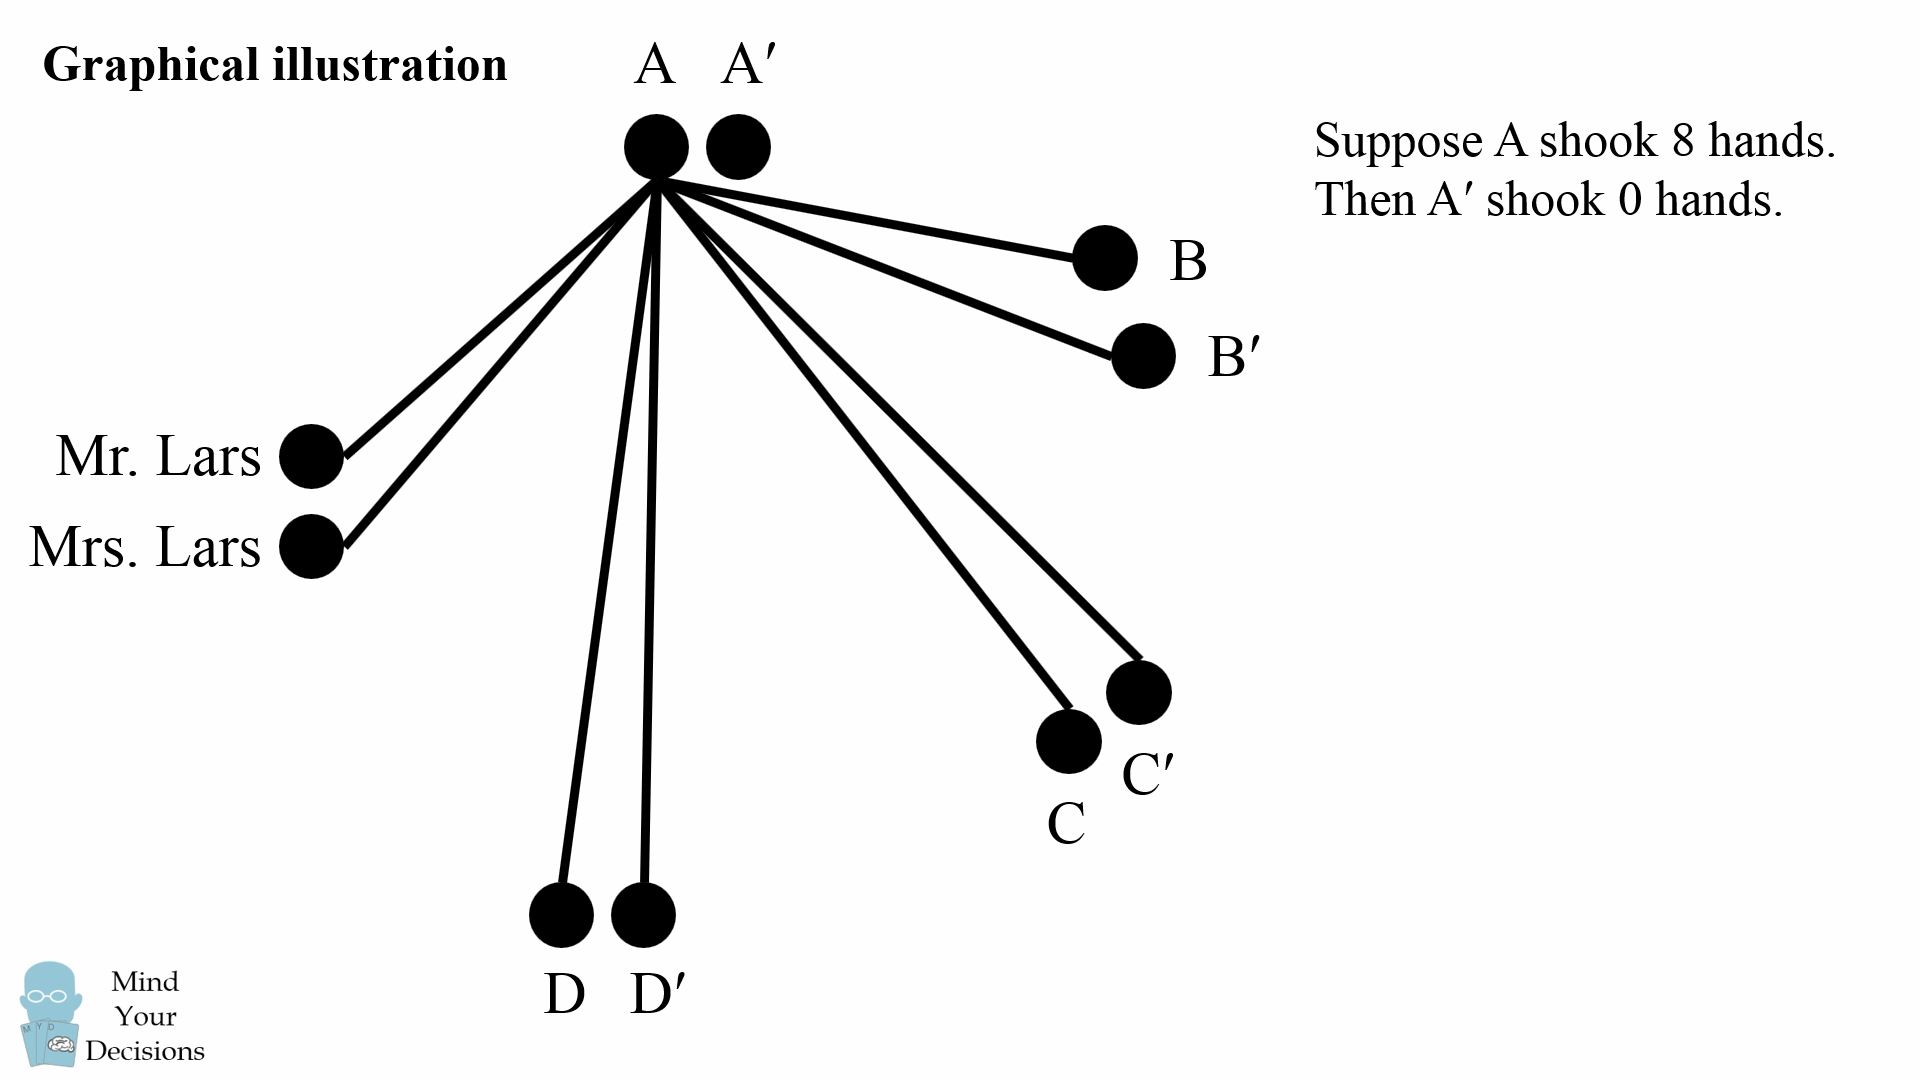 Graphical illustration
A A′
Suppose A shook 8 hands.
Then A′ shook 0 hands.
B
B′
Mr. Lars
Mrs. Lars
C′
C
D D′
M Y D
Mind
Your
Decisions